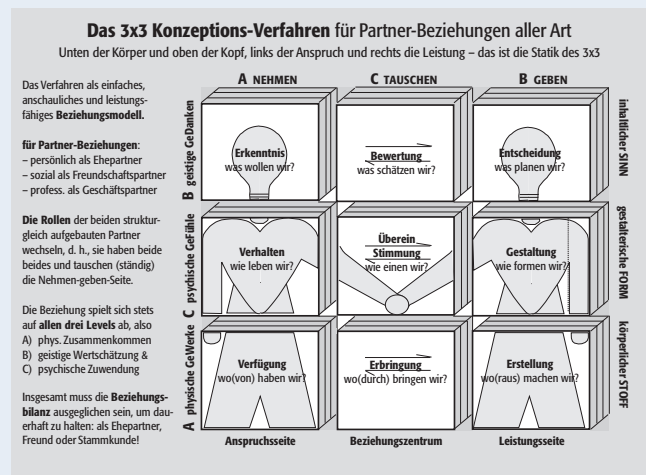 Das 3x3 Konzeptions-Verfahren für Partner-Beziehungen aller Art
Unten der Körper und oben der Kopf, links der Anspruch und rechts die Leistung – das ist die Statik des 3x3
Das Verfahren als einfaches,
anschauliches und leistungs-
fähiges Beziehungsmodell.
für Partner-Beziehungen:
– persönlich als Ehepartner
– sozial als Freundschaftspartner
– profess. als Geschäftspartner
Die Rollen der beiden struktur-
gleich aufgebauten Partner
wechseln, d. h., sie haben beide
beides und tauschen (ständig)
die Nehmen-geben-Seite.
Die Beziehung spielt sich stets
auf allen drei Levels ab, also
A) phys. Zusammenkommen
B) geistige Wertschätzung &
C) psychische Zuwendung
Insgesamt muss die Beziehungs-
bilanz ausgeglichen sein, um dau-
erhaft zu halten: als Ehepartner,
Freund oder Stammkunde!
A NEHMEN
C TAUSCHEN
B GEBEN
B geistige GeDanken
Erkenntnis
was wollen wir?
Bewertung
was schätzen wir?
Entscheidung
was planen wir?
inhaltlicher SINN
C psychische GeFühle
Verhalten
wie leben wir?
Überein
Stimmung
wie einen wir?
Gestaltung
wie formen wir?
gestalterische FORM
A physische GeWerke
Verfügung
wo(von) haben wir?
Erbringung
wo(durch) bringen wir?
Erstellung
wo(raus) machen wir?
körperlicher STOFF
Anspruchsseite
Beziehungszentrum
Leistungsseite